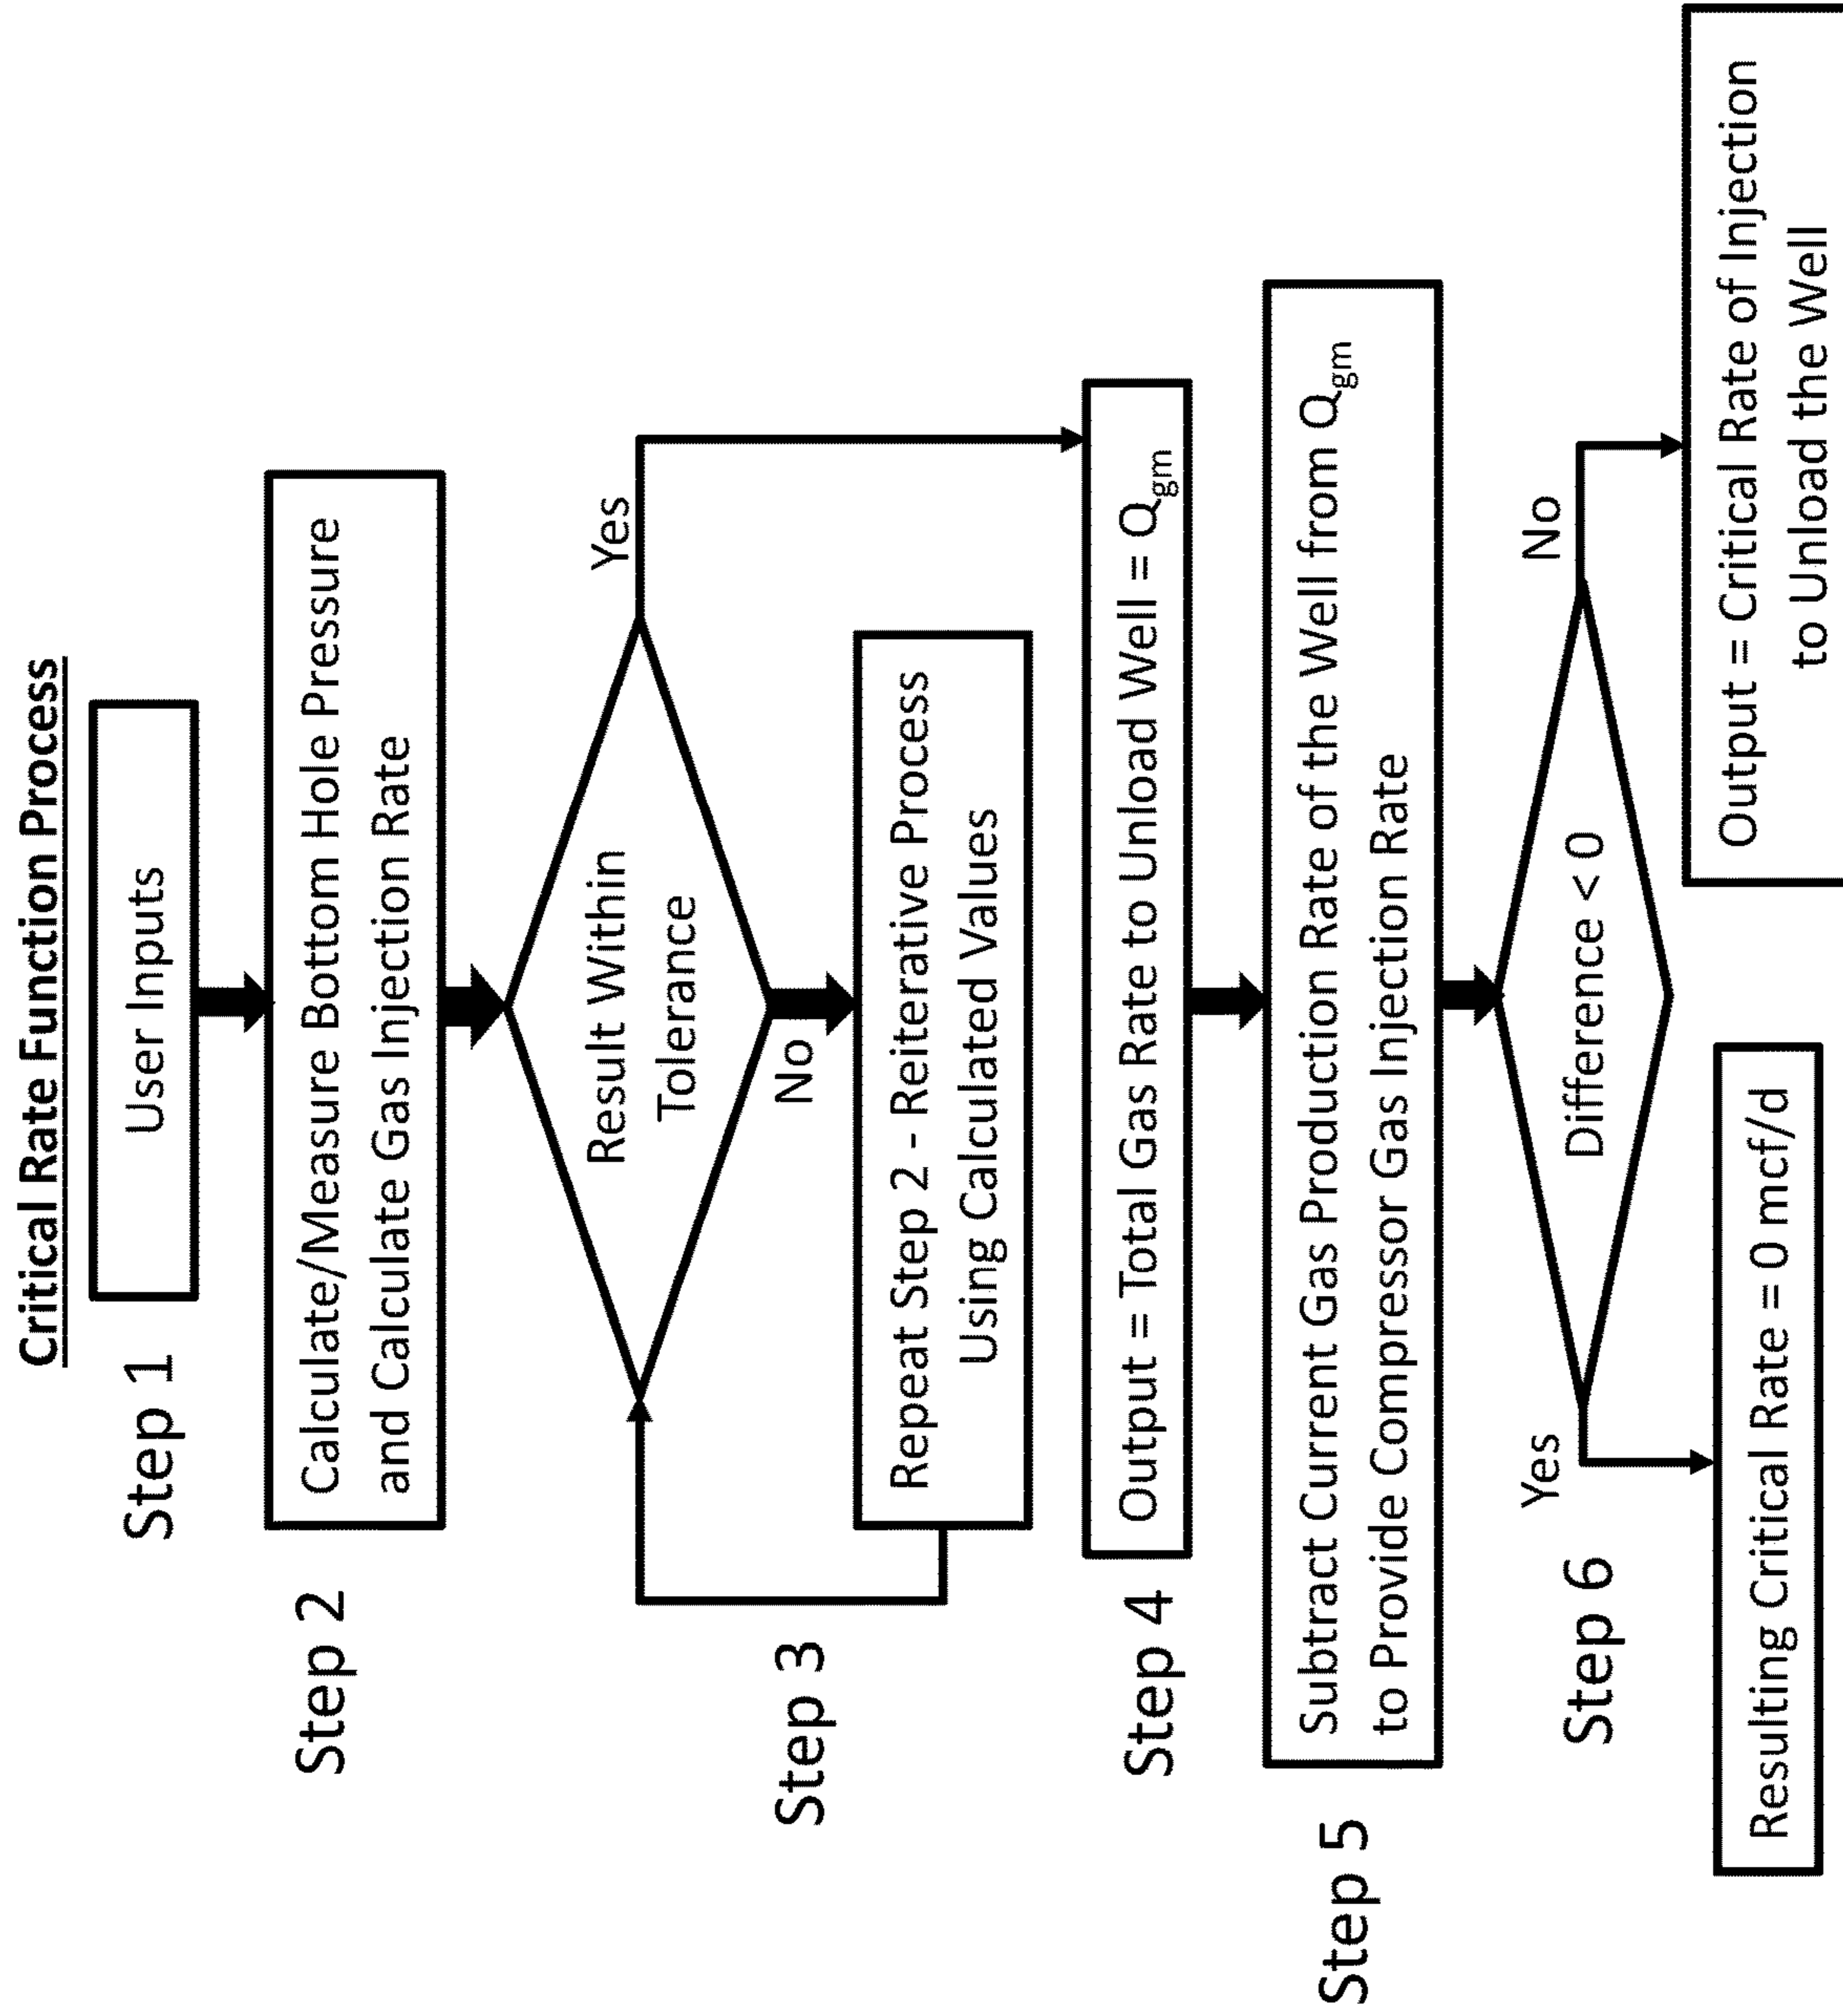 Critical Rate Function Process
Step 1
User Inputs
Step 2
Calculate/Measure Bottom Hole Pressure
and Calculate Gas Injection Rate
Result Within
Tolerance
Yes
No
Step 3
Repeat Step 2 - Reiterative Process
Using Calculated Values
Step 4
Output = Total Gas Rate to Unload Well = Qgm
Step 5
Subtract Current Gas Production Rate of the Well from Qgm
to Provide Compressor Gas Injection Rate
Step 6
Difference < 0
Yes
No
Resulting Critical Rate = 0 mcf/d
Output = Critical Rate of Injection
to Unload the Well